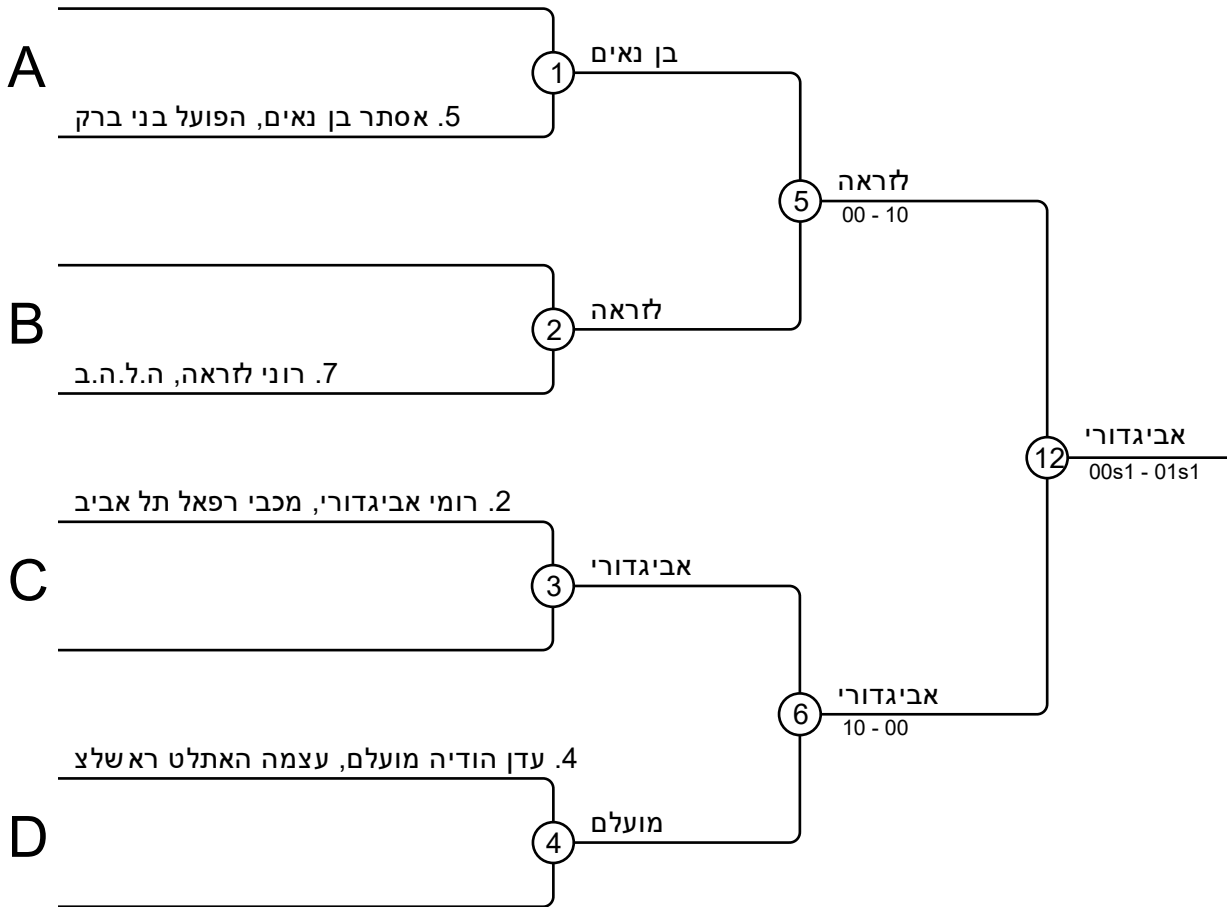 A
בן נאים
1
5. אסתר בן נאים, הפועל בני ברק
לזראה
5
00 - 10
B
לזראה
2
7. רוני לזראה, ה.ל.ה.ב
אביגדורי
12
00s1 - 01s1
2. רומי אביגדורי, מכבי רפאל תל אביב
C
אביגדורי
3
אביגדורי
6
10 - 00
4. עדן הודיה מועלם, עצמה האתלט ראשלצ
D
מועלם
4